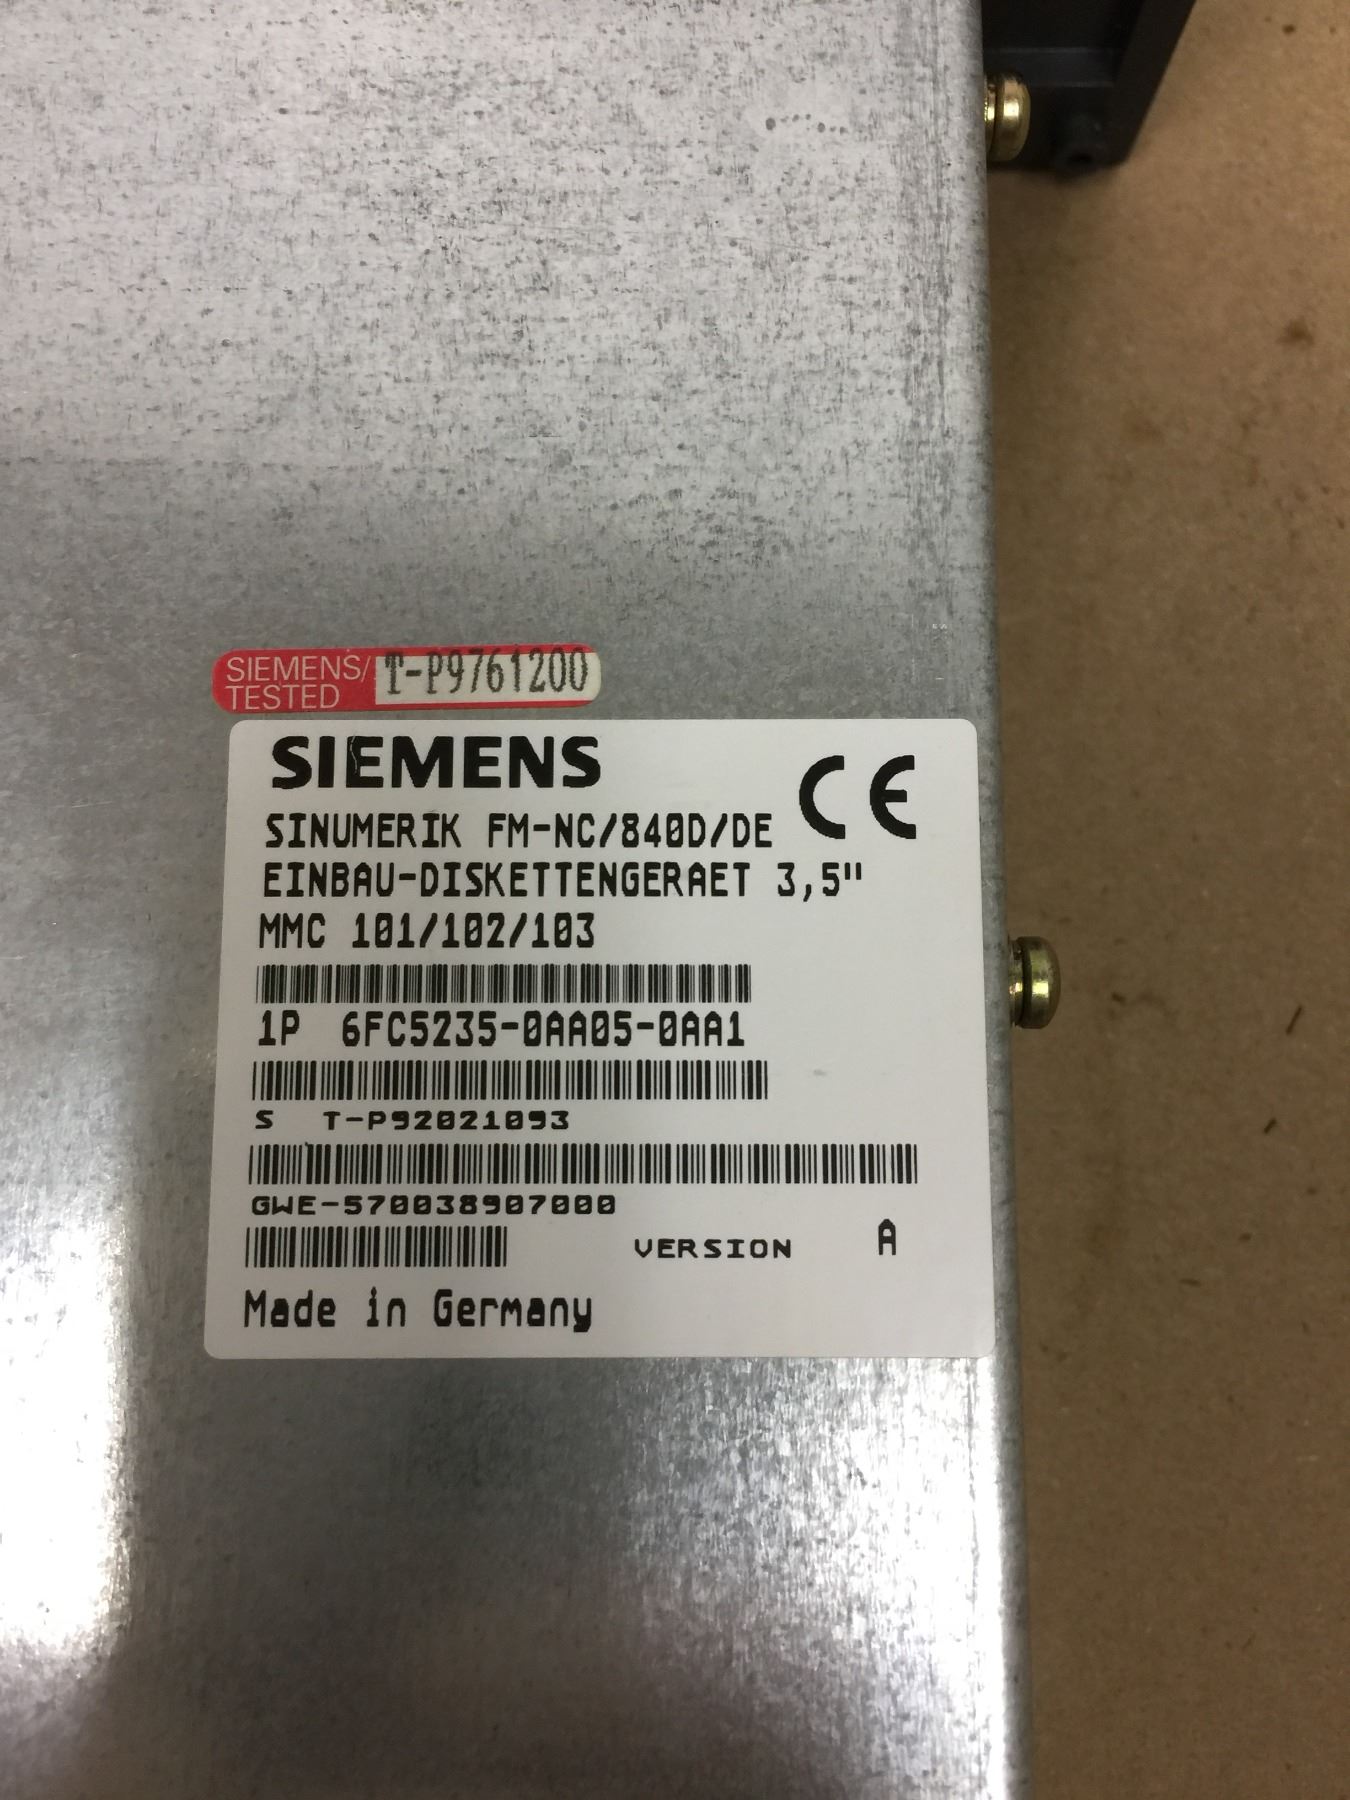 SIEMENS/
TESTED
T-P9761200
SIEMENS
CE
SINUMERIK FM-NC/840D/DE
EINBAU-DISKETTENGERAET 3,5"
MMC 101/102/103
1P 6FC5235-0AA05-0AA1
S T-P92021093
GWE-570038907000
VERSION A
Made in Germany